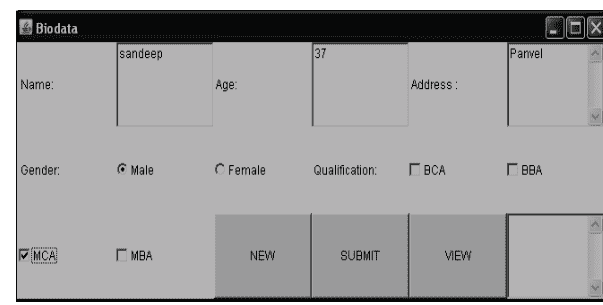 Biodata
sandeep 37 Panvel
Name: Age: Address :
Gender: Male Female Qualification: BCA BBA
MCA MBA NEW SUBMIT VIEW